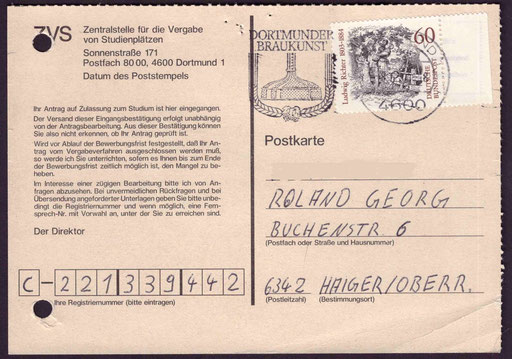 ZVS Zentralstelle für die Vergabe
von Studienplätzen
Sonnenstraße 171
Postfach 80 00, 4600 Dortmund 1
Datum des Poststempels
Ihr Antrag auf Zulassung zum Studium ist hier eingegangen.
Der Versand dieser Eingangsbestätigung erfolgt unabhängig
von der Antragsbearbeitung. Aus dieser Bestätigung können
Sie also nicht erkennen, ob Ihr Antrag geprüft ist.
Wird vor Ablauf der Bewerbungsfrist festgestellt, daß Ihr An-
trag vom Vergabeverfahren ausgeschlossen werden muß,
so werde ich Sie unterrichten, sofern es Ihnen bis zum Ende
der Bewerbungsfrist zeitlich möglich ist, den Mangel zu be-
heben.
Im Interesse einer zügigen Bearbeitung bitte ich von An-
fragen abzusehen. Bei unvermeidlichen Rückfragen und bei
Übersendung angeforderter Unterlagen geben Sie bitte unbe-
dingt die Registriernummer und wenn möglich, eine Fern-
sprech-Nr. mit Vorwahl an, unter der Sie zu erreichen sind.
Der Direktor
C-221339442
Ihre Registriernummer (bitte eintragen)
DORTMUNDER
BRAUKUNST
60
Ludwig Richter 1803-1884
DEUTSCHE
BUNDESPOST
4600
Postkarte
ROLAND GEORG
BUCHENSTR 6
(Postfach oder Straße und Hausnummer)
6342 HAIGER/OBERR.
(Postleitzahl) (Bestimmungsort)